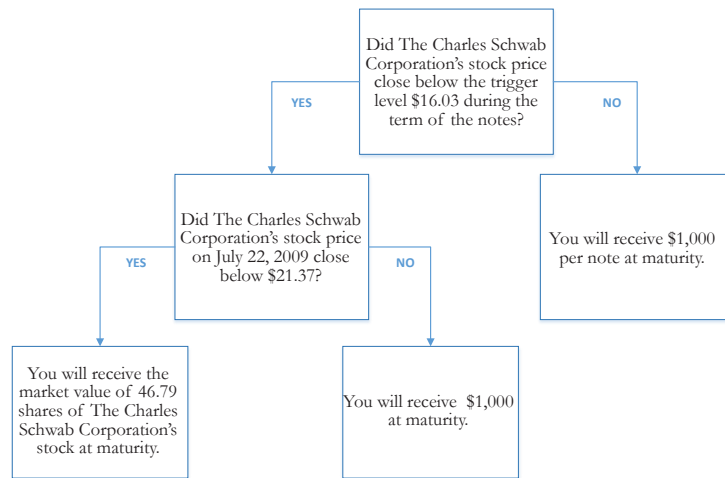 Did The Charles Schwab
Corporation's stock price
close below the trigger
level $16.03 during the
term of the notes?
YES
NO
Did The Charles Schwab
Corporation's stock price
on July 22, 2009 close
below $21.37?
You will receive $1,000
per note at maturity.
YES
NO
You will receive the
market value of 46.79
shares of The Charles
Schwab Corporation's
stock at maturity.
You will receive $1,000
at maturity.